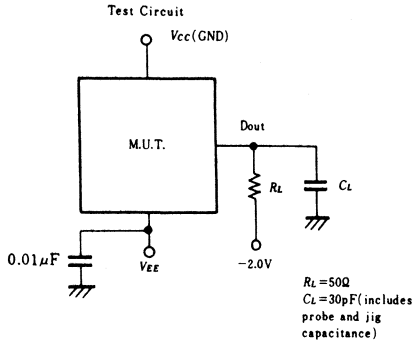 Test Circuit
Vcc(GND)
M.U.T.
Dout
RL
CL
0.01μF
VEE
-2.0V
RL=50Ω
CL=30pF(includes
probe and jig
capacitance)